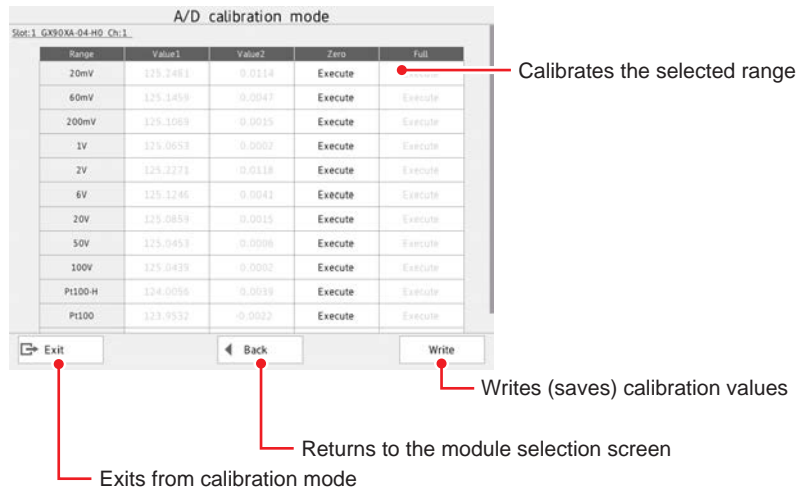 A/D calibration mode
Slot:1 GX90XA-04-H0 Ch:1
Range Value1 Value2 Zero Full
20mV 125.2493 0.0114 Execute
Calibrates the selected range
60mV 125.1459 0.0047 Execute Execute
200mV 125.1069 0.0015 Execute Execute
1V 125.0653 0.0002 Execute Execute
2V 125.2271 0.0118 Execute Execute
6V 125.1246 0.0041 Execute Execute
20V 125.0859 0.0015 Execute Execute
50V 125.0453 0.0006 Execute Execute
100V 125.0435 0.0002 Execute Execute
Pt100-H 124.0056 0.0039 Execute Execute
Pt100 123.9532 -0.0022 Execute Execute
Exit Back Write
Writes (saves) calibration values
Returns to the module selection screen
Exits from calibration mode